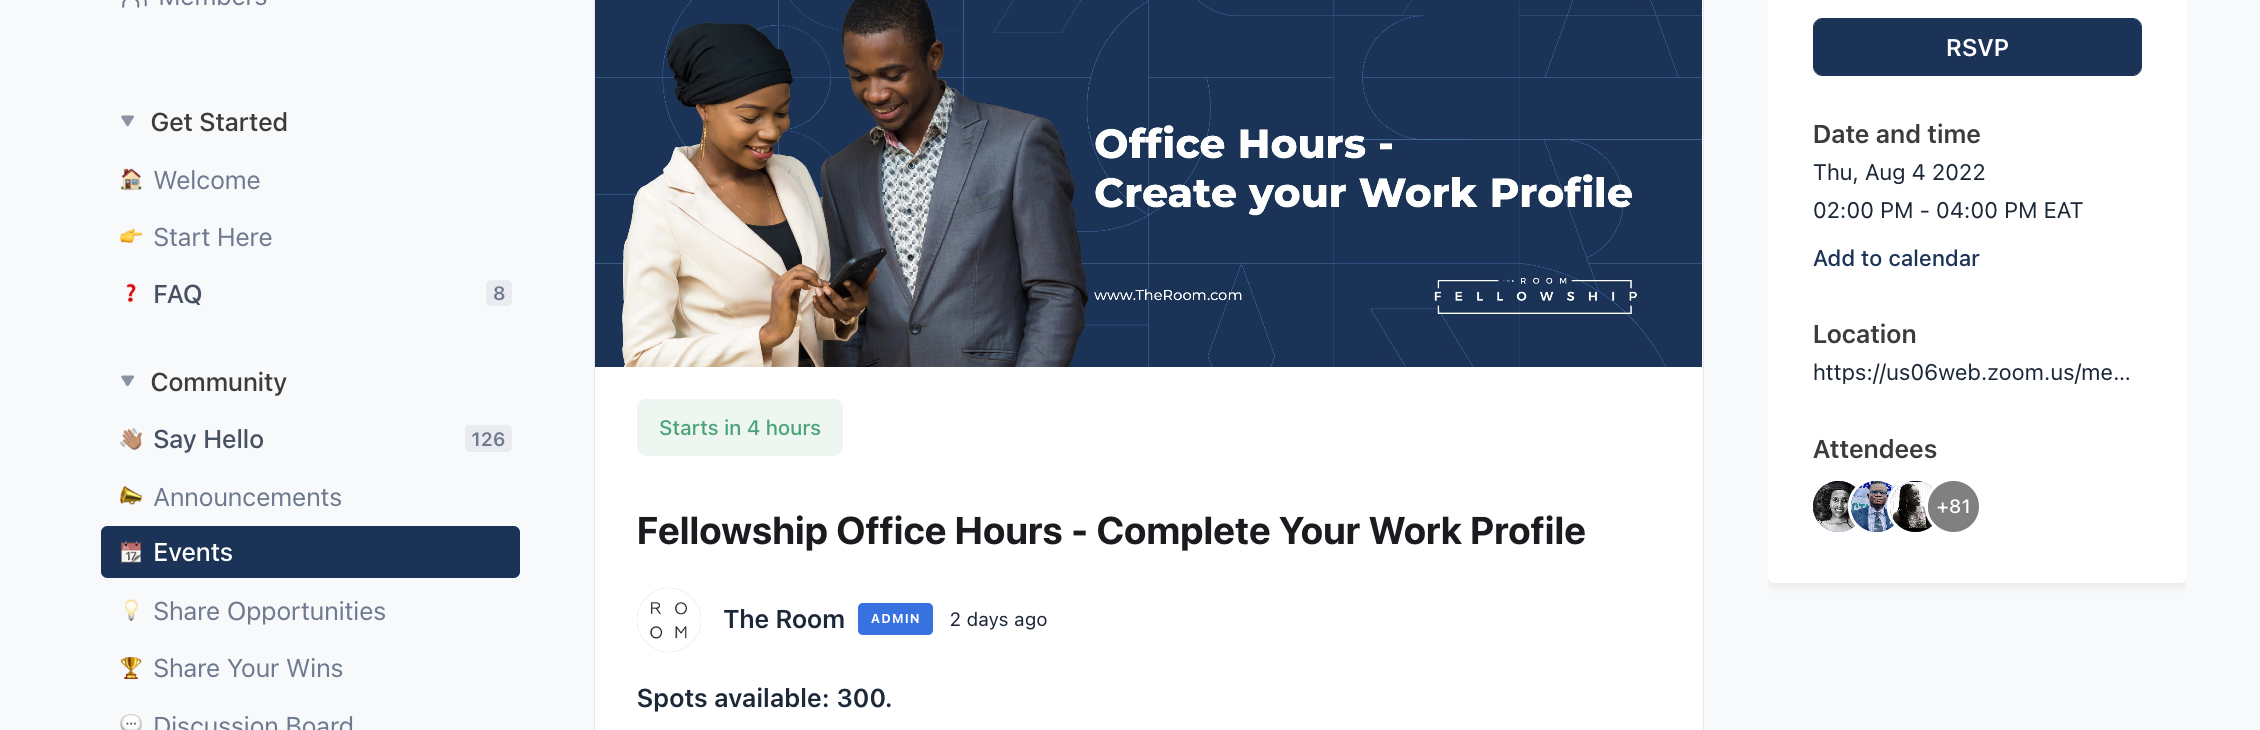 Members
Get Started
Welcome
Start Here
FAQ 8
Community
Say Hello 126
Announcements
Events
Share Opportunities
Share Your Wins
Discussion Board
Office Hours -
Create your Work Profile
www.TheRoom.com
THE ROOM
FELLOWSHIP
Starts in 4 hours
Fellowship Office Hours - Complete Your Work Profile
RO
OM
The Room ADMIN 2 days ago
Spots available: 300.
RSVP
Date and time
Thu, Aug 4 2022
02:00 PM - 04:00 PM EAT
Add to calendar
Location
https://us06web.zoom.us/me...
Attendees
+81